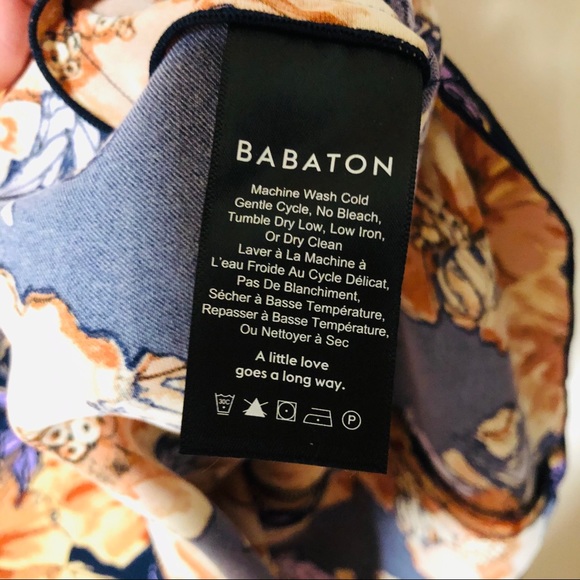 BABATON
Machine Wash Cold
Gentle Cycle, No Bleach,
Tumble Dry Low, Low Iron,
Or Dry Clean
Laver à La Machine à
L'eau Froide Au Cycle Délicat,
Pas De Blanchiment,
Sécher à Basse Température,
Repasser à Basse Température,
Ou Nettoyer à Sec
A little love
goes a long way.
30C P